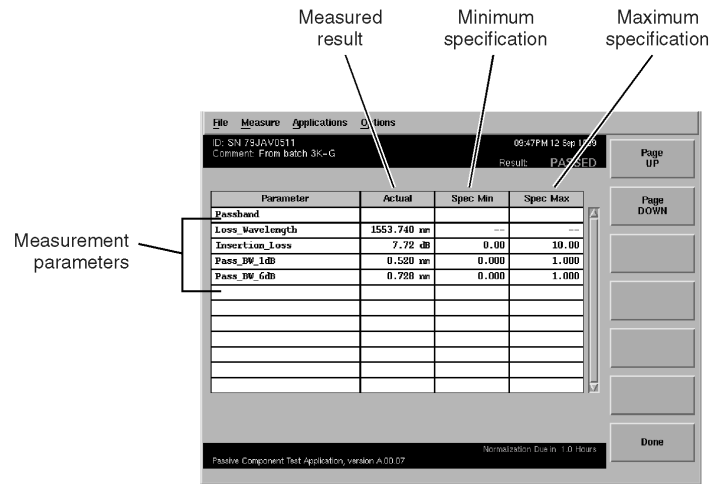 Measured result
Minimum specification
Maximum specification
File Measure Applications Options
ID: SN 79JAV0511
09:47PM 12 Sep 1999
Comment: From batch 3K-G
Result: PASSED
Page UP
Page DOWN
Parameter Actual Spec Min Spec Max
Passband
Loss_Wavelength 1553.740 nm -- --
Insertion_Loss 7.72 dB 0.00 10.00
Pass_BW_1dB 0.520 nm 0.000 1.000
Pass_BW_6dB 0.728 nm 0.000 1.000
Measurement parameters
Normalization Due in 1.0 Hours
Passive Component Test Application, version A.00.07
Done